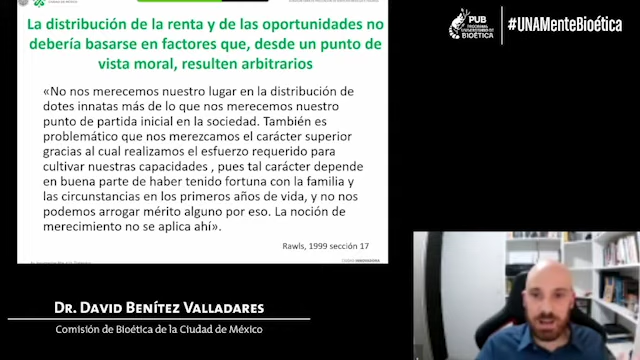 CIUDAD DE MÉXICO
La distribución de la renta y de las oportunidades no
debería basarse en factores que, desde un punto de
vista moral, resulten arbitrarios
«No nos merecemos nuestro lugar en la distribución de
dotes innatas más de lo que nos merecemos nuestro
punto de partida inicial en la sociedad. También es
problemático que nos merezcamos el carácter superior
gracias al cual realizamos el esfuerzo requerido para
cultivar nuestras capacidades , pues tal carácter depende
en buena parte de haber tenido fortuna con la familia y
las circunstancias en los primeros años de vida, y no nos
podemos arrogar mérito alguno por eso. La noción de
merecimiento no se aplica ahí».
Rawls, 1999 sección 17
PUB
PROGRAMA
UNIVERSITARIO DE
BIOÉTICA
#UNAMenteBioética
Dr. David Benítez Valladares
Comisión de Bioética de la Ciudad de México